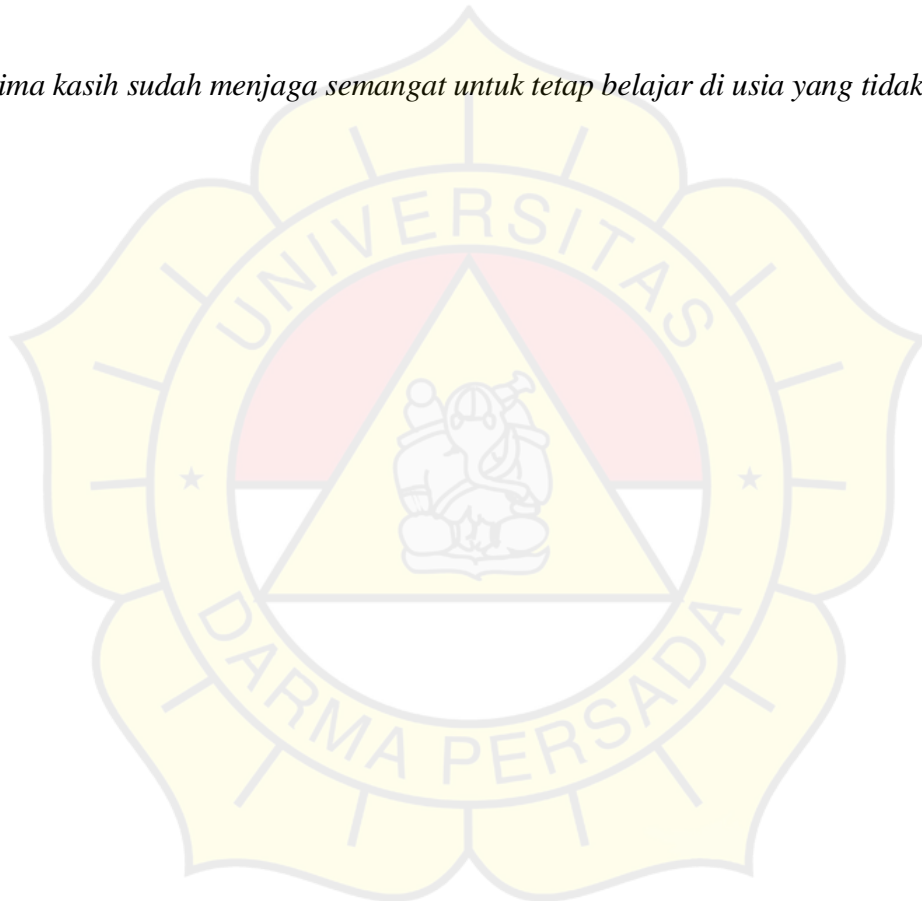 ima kasih sudah menjaga semangat untuk tetap belajar di usia yang tidak
UNIVERSITAS
DARMA PERSADA